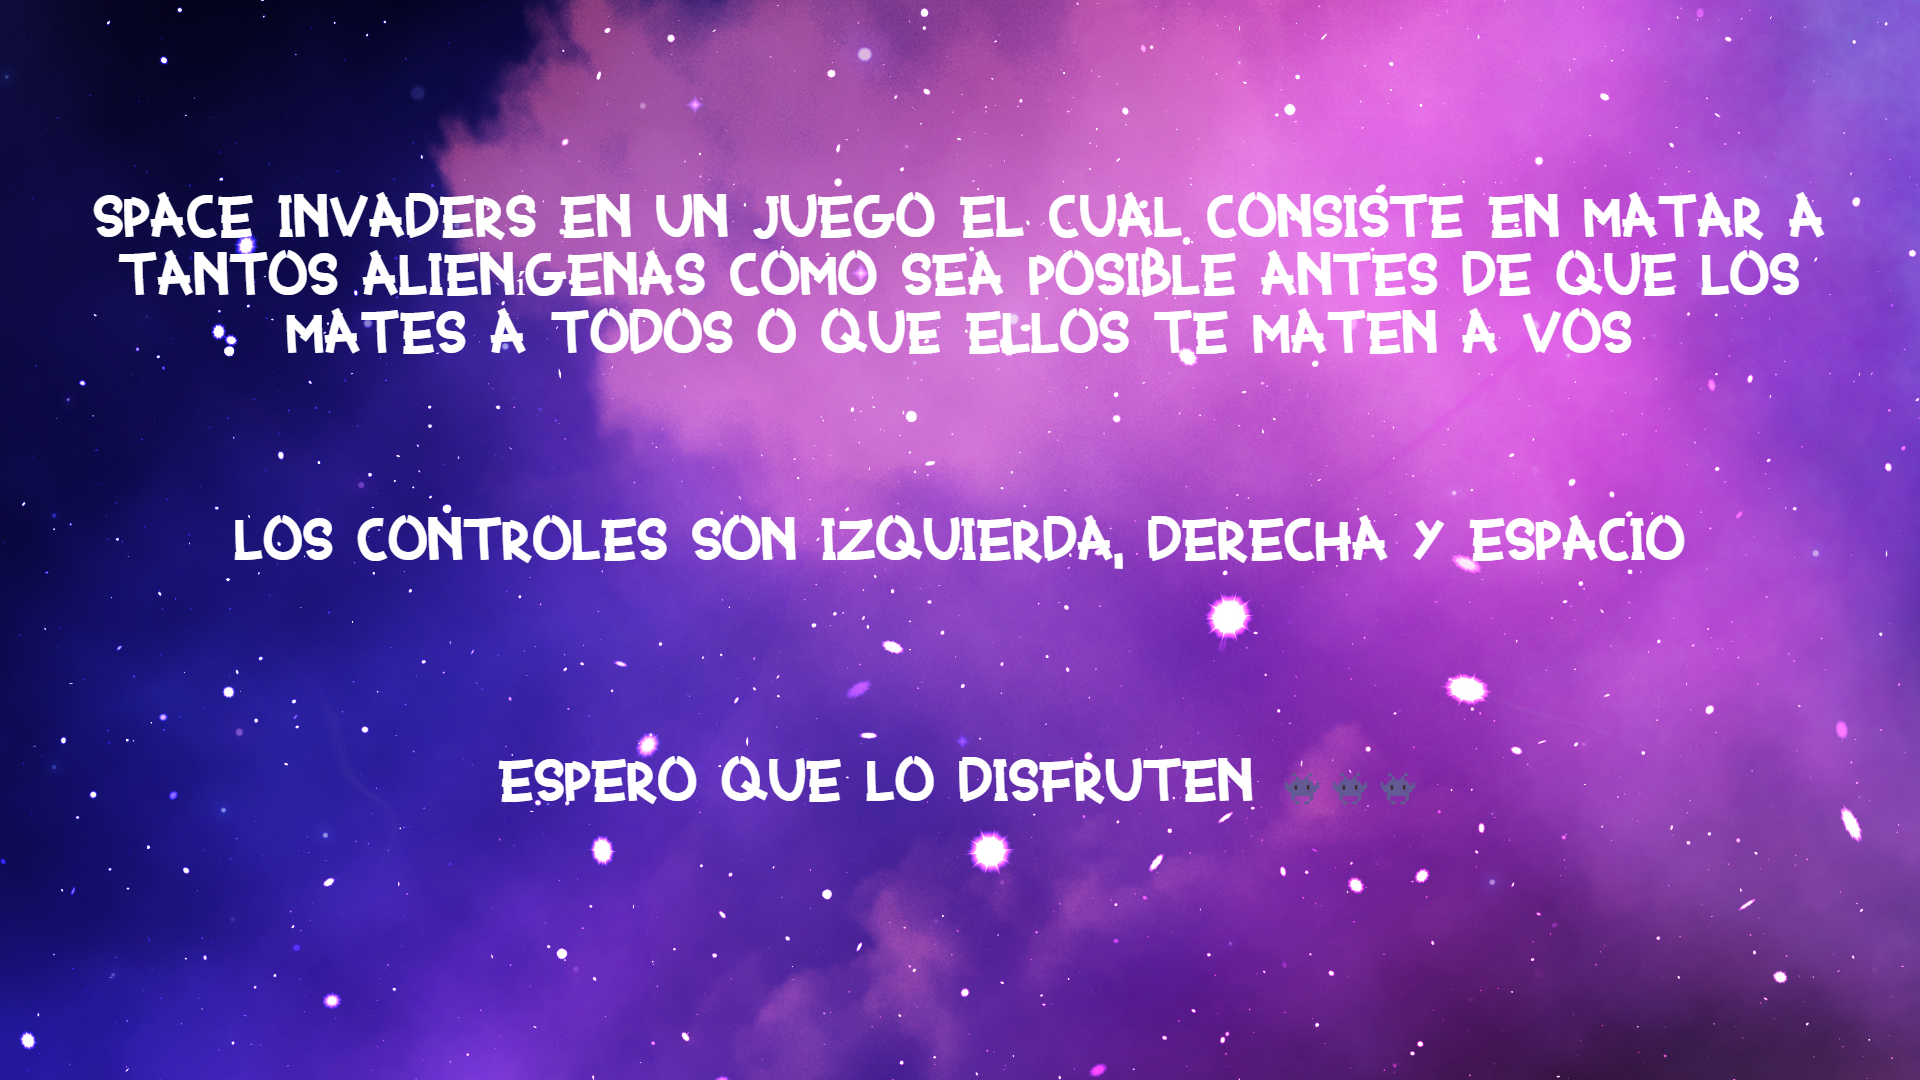 SPACE INVADERS EN UN JUEGO EL CUAL CONSISTE EN MATAR A
TANTOS ALIENíGENAS COMO SEA POSIBLE ANTES DE QUE LOS
MATES A TODOS O QUE ELLOS TE MATEN A VOS
LOS CONTROLES SON IZQUIERDA, DERECHA Y ESPACIO
ESPERO QUE LO DISFRUTEN 👾👾👾